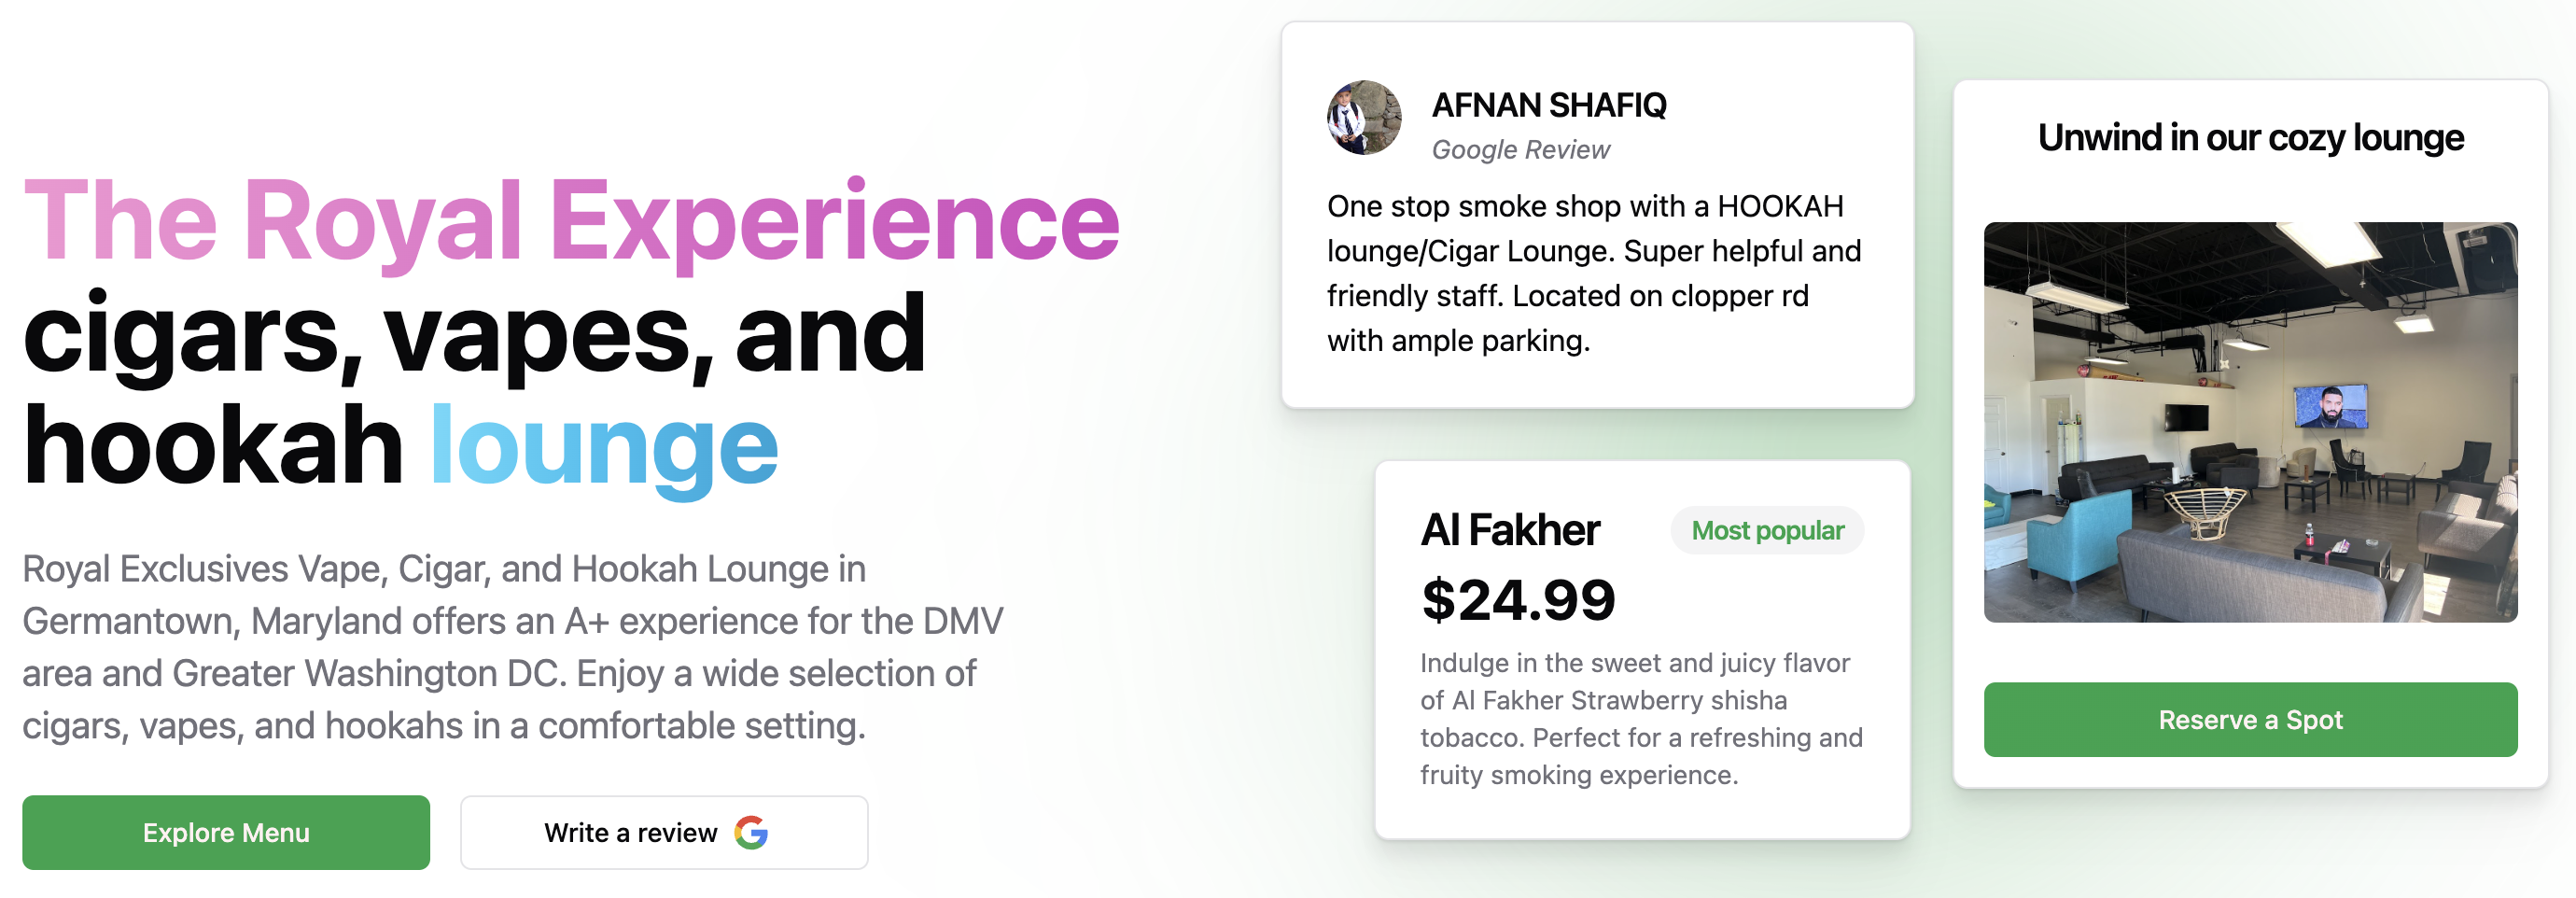 The Royal Experience
cigars, vapes, and
hookah lounge
Royal Exclusives Vape, Cigar, and Hookah Lounge in
Germantown, Maryland offers an A+ experience for the DMV
area and Greater Washington DC. Enjoy a wide selection of
cigars, vapes, and hookahs in a comfortable setting.
Explore Menu
Write a review
AFNAN SHAFIQ
Google Review
One stop smoke shop with a HOOKAH
lounge/Cigar Lounge. Super helpful and
friendly staff. Located on clopper rd
with ample parking.
Al Fakher
Most popular
$24.99
Indulge in the sweet and juicy flavor
of Al Fakher Strawberry shisha
tobacco. Perfect for a refreshing and
fruity smoking experience.
Unwind in our cozy lounge
Reserve a Spot